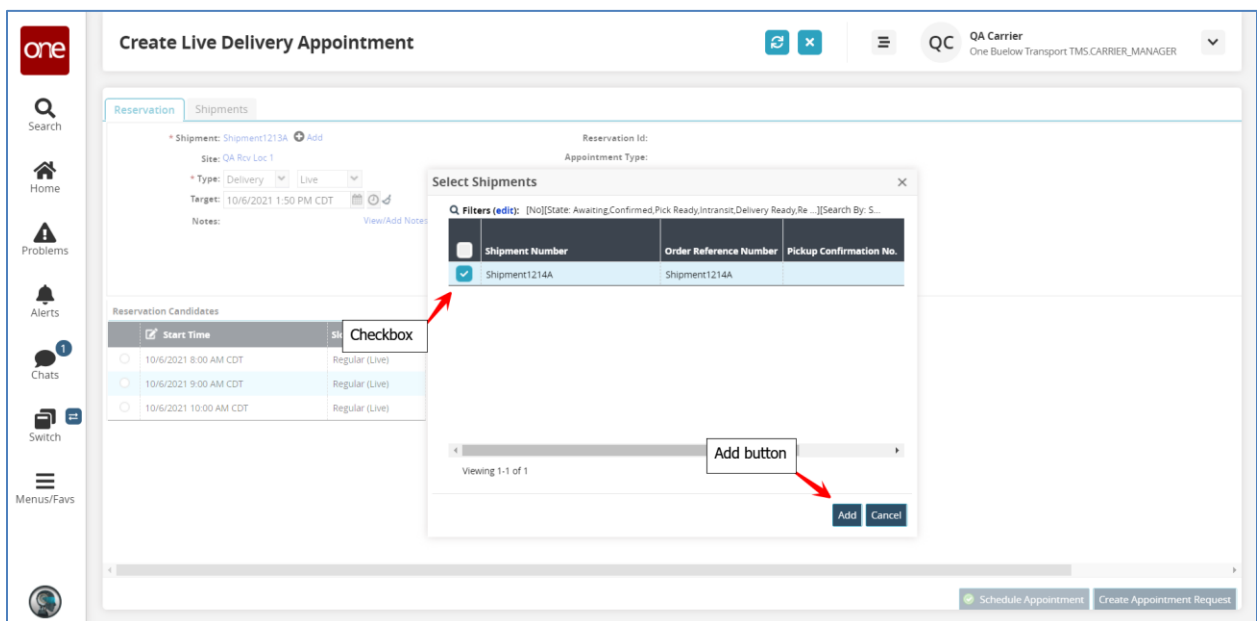 one
Create Live Delivery Appointment
QC
QA Carrier
One Buelow Transport TMS.CARRIER_MANAGER
Search
Home
Problems
Alerts
1
Chats
Switch
Menus/Favs
Reservation
Shipments
* Shipment: Shipment1213A Add
Site: QA Rcv Loc 1
* Type: Delivery Live
Target: 10/6/2021 1:50 PM CDT
Notes: View/Add Notes
Reservation Id:
Appointment Type:
Reservation Candidates
Start Time
10/6/2021 8:00 AM CDT Regular (Live)
10/6/2021 9:00 AM CDT Regular (Live)
10/6/2021 10:00 AM CDT Regular (Live)
Select Shipments
Filters (edit): [No][State: Awaiting,Confirmed,Pick Ready,Intransit,Delivery Ready,Re ...][Search By: S...
Shipment Number Order Reference Number Pickup Confirmation No.
Shipment1214A Shipment1214A
Checkbox
Add button
Viewing 1-1 of 1
Add Cancel
Schedule Appointment Create Appointment Request